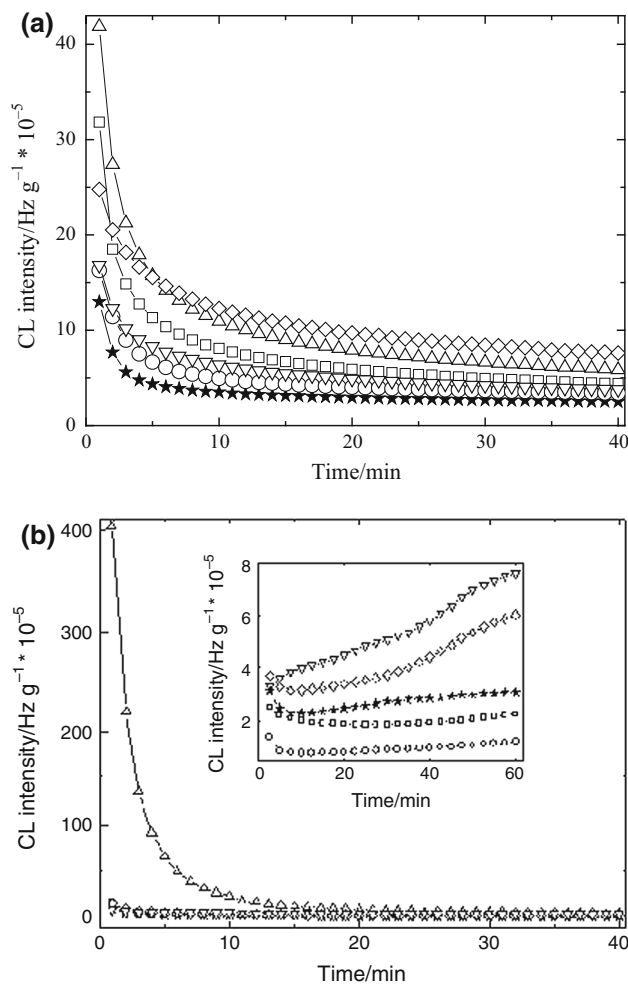 (a)
40
30
20
10
0
CL intensity/Hz g⁻¹ * 10⁻⁵
0 10 20 30 40
Time/min
(b)
400
300
200
100
0
CL intensity/Hz g⁻¹* 10⁻⁵
0 10 20 30 40
Time/min
8
6
4
2
CL intensity/Hz g⁻¹* 10⁻⁵
0 20 40 60
Time/min